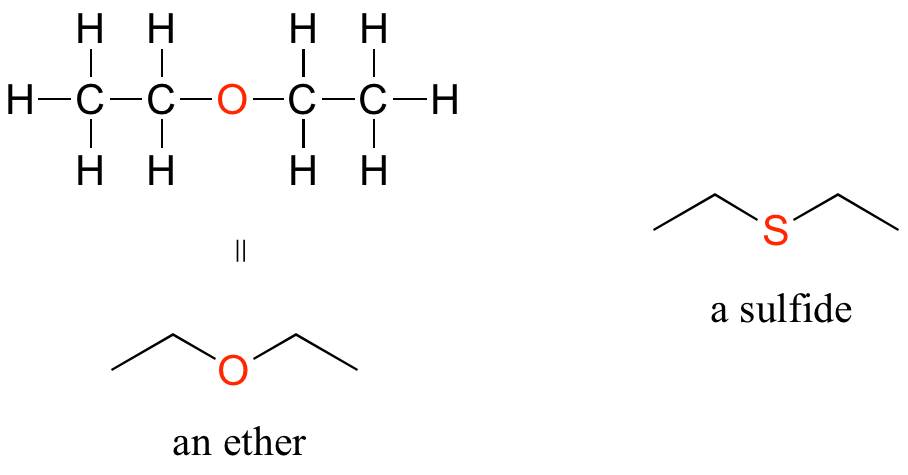 H H H H
H C C O C C H
H H H H
=
O
an ether
S
a sulfide